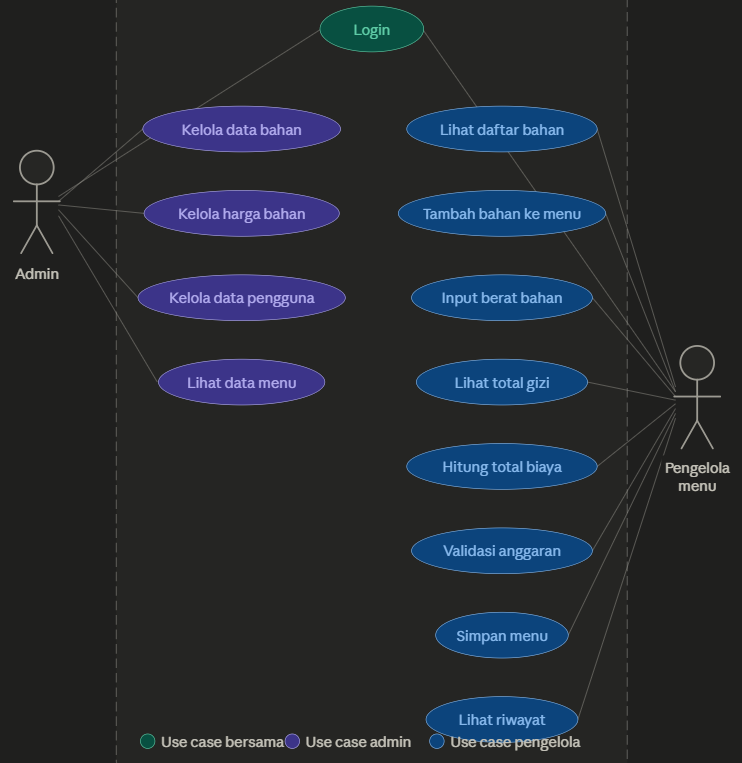 Login
Kelola data bahan
Lihat daftar bahan
Kelola harga bahan
Tambah bahan ke menu
Admin
Kelola data pengguna
Input berat bahan
Lihat data menu
Lihat total gizi
Hitung total biaya
Pengelola
menu
Validasi anggaran
Simpan menu
Lihat riwayat
Use case bersama
Use case admin
Use case pengelola